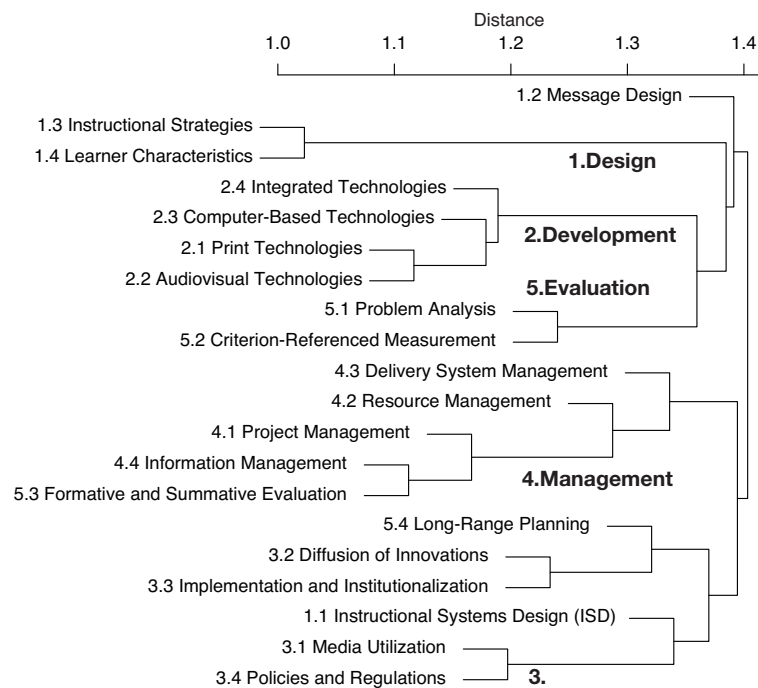 Distance
1.0 1.1 1.2 1.3 1.4
1.2 Message Design
1.3 Instructional Strategies
1.4 Learner Characteristics
1.Design
2.4 Integrated Technologies
2.3 Computer-Based Technologies
2.Development
2.1 Print Technologies
2.2 Audiovisual Technologies
5.Evaluation
5.1 Problem Analysis
5.2 Criterion-Referenced Measurement
4.3 Delivery System Management
4.2 Resource Management
4.1 Project Management
4.4 Information Management
4.Management
5.3 Formative and Summative Evaluation
5.4 Long-Range Planning
3.2 Diffusion of Innovations
3.3 Implementation and Institutionalization
1.1 Instructional Systems Design (ISD)
3.1 Media Utilization
3.4 Policies and Regulations
3.